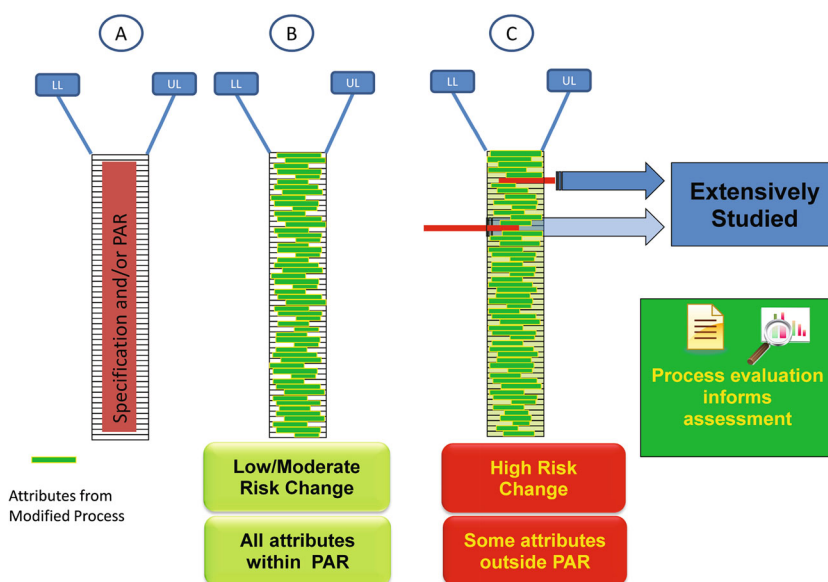 A
B
C
LL
UL
LL
UL
LL
UL
Specification and/or PAR
Extensively
Studied
Process evaluation
informs
assessment
Attributes from
Modified Process
Low/Moderate
Risk Change
All attributes
within PAR
High Risk
Change
Some attributes
outside PAR